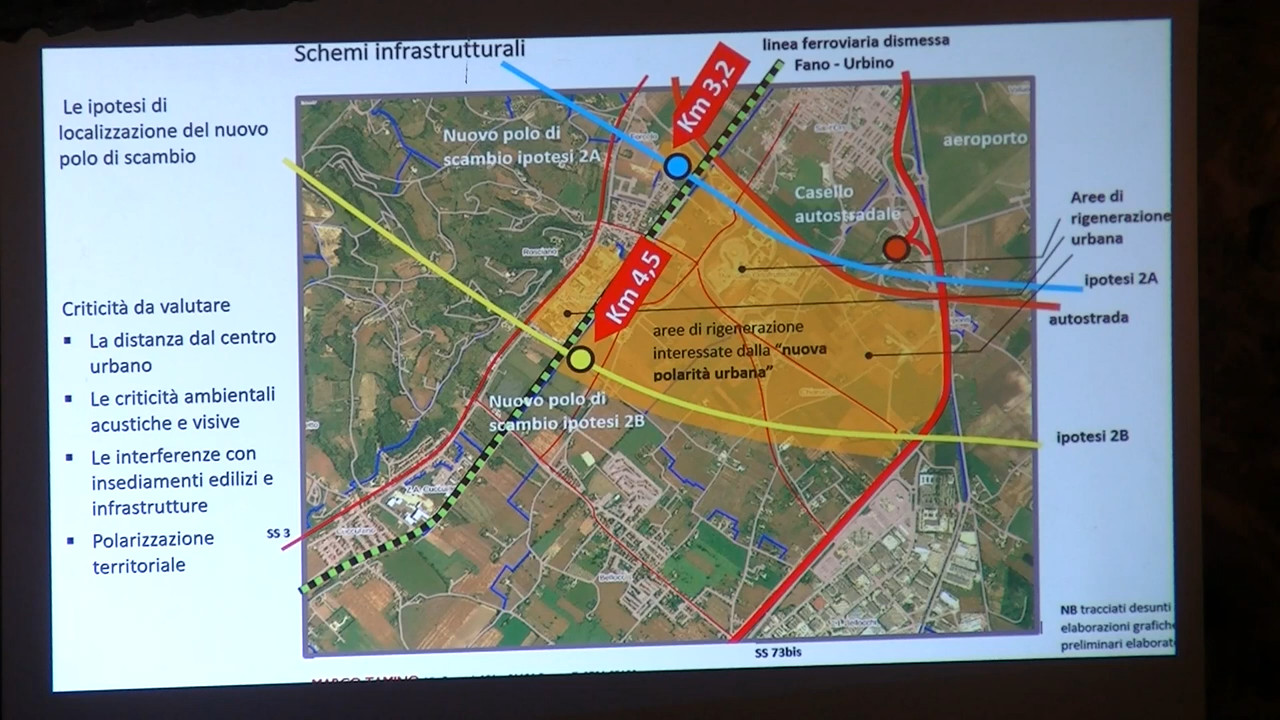 Schemi infrastrutturali
linea ferroviaria dismessa
Fano - Urbino
Le ipotesi di
localizzazione del nuovo
polo di scambio
Km 3,2
Nuovo polo di
scambio ipotesi 2A
aeroporto
Casello
autostradale
Aree di
rigenerazione
urbana
Rosciano
Km 4,5
ipotesi 2A
autostrada
Criticità da valutare
▪ La distanza dal centro
urbano
▪ Le criticità ambientali
acustiche e visive
▪ Le interferenze con
insediamenti edilizi e
infrastrutture
▪ Polarizzazione
territoriale
aree di rigenerazione
interessate dalla “nuova
polarità urbana”
Nuovo polo di
scambio ipotesi 2B
ipotesi 2B
SS 3
NB tracciati desunti
elaborazioni grafiche
preliminari elaborat
SS 73bis
MARCO TAMINO